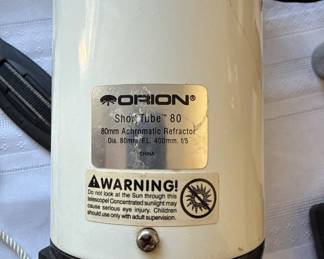 ORION®
Short Tube™ 80
80mm Achromatic Refractor
Dia. 80mm F.L. 400mm, f/5
CHINA
WARNING!
Do not look at the Sun through this
telescope! Concentrated sunlight may
cause serious eye injury. Children
should use only with adult supervision.